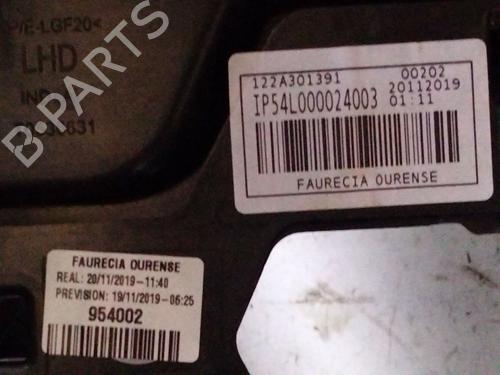 P/E-LGF20<
LHD
122A301391
00202
IP54L000024003
20112019
01:11
FAURECIA OURENSE
B PARTS
FAURECIA OURENSE
REAL: 20/11/2019-11:40
PREVISION: 19/11/2019-06:25
954002